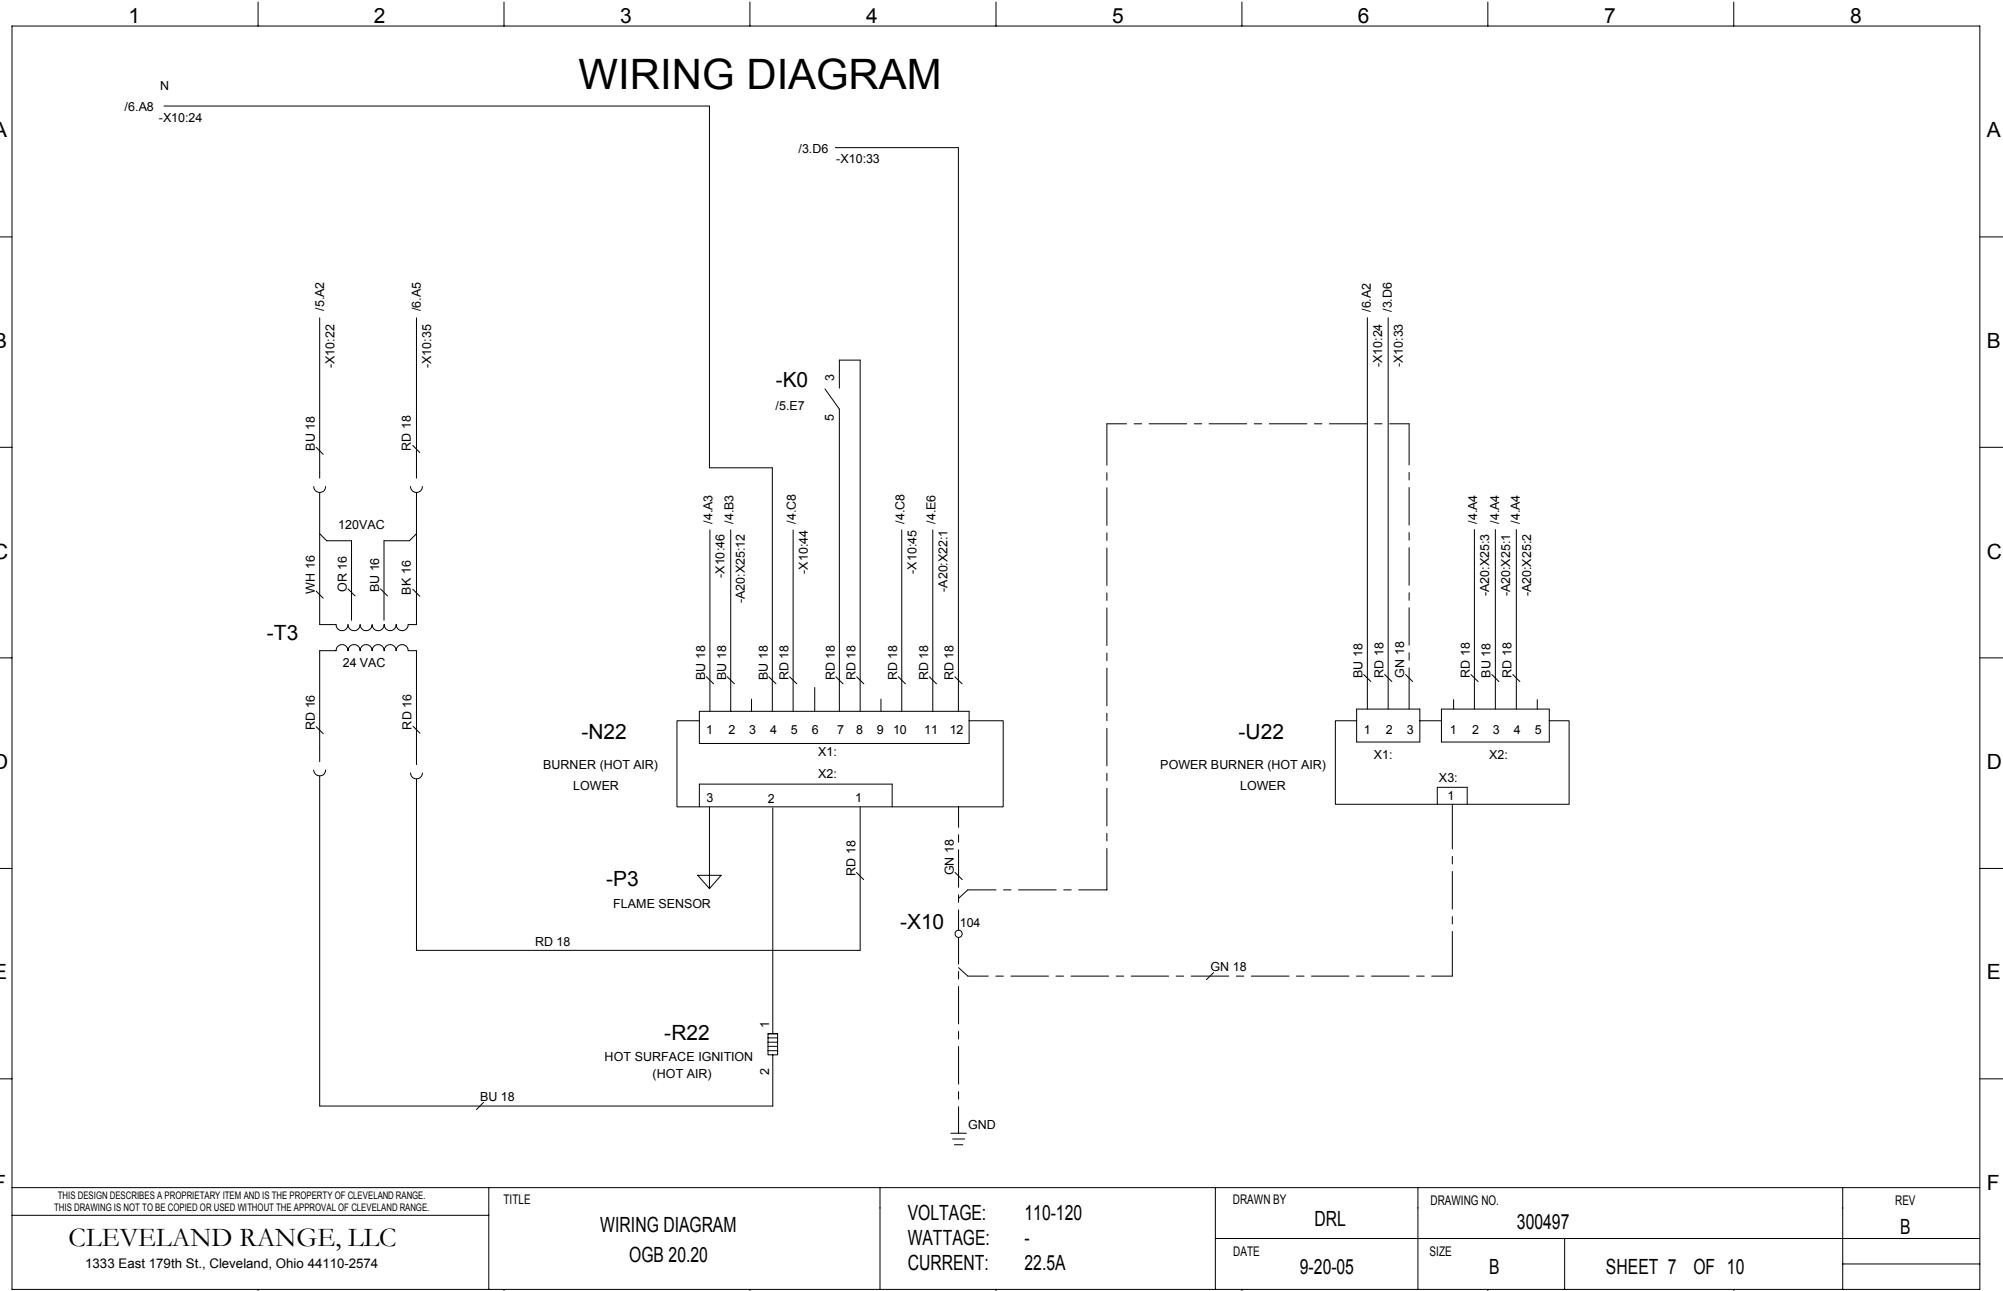 1 2 3 4 5 6 7 8
WIRING DIAGRAM
N
/6.A8
-X10:24
A A
/3.D6
-X10:33
/5.A2
-X10:22
/6.A5
-X10:35
/6.A2
-X10:24
/3.D6
-X10:33
B B
-K0
/5.E7
3
5
BU 18
RD 18
120VAC
WH 16
OR 16
BU 16
BK 16
-T3
24 VAC
RD 16
RD 16
C C
/4.A3
-X10:46
/4.B3
-A20:X25:12
/4.C8
-X10:44
/4.C8
-X10:45
/4.E6
-A20:X22:1
/4.A4
-A20:X25:3
/4.A4
-A20:X25:1
/4.A4
-A20:X25:2
BU 18
BU 18
BU 18
RD 18
RD 18
RD 18
RD 18
RD 18
RD 18
BU 18
RD 18
GN 18
RD 18
BU 18
RD 18
-N22
BURNER (HOT AIR)
LOWER
1 2 3 4 5 6 7 8 9 10 11 12
X1:
X2:
3 2 1
-U22
POWER BURNER (HOT AIR)
LOWER
1 2 3
X1:
1 2 3 4 5
X2:
X3:
1
D D
-P3
FLAME SENSOR
RD 18
GN 18
-X10
104
RD 18
GN 18
E E
-R22
HOT SURFACE IGNITION
(HOT AIR)
1
2
BU 18
GND
F F
THIS DESIGN DESCRIBES A PROPRIETARY ITEM AND IS THE PROPERTY OF CLEVELAND RANGE.
THIS DRAWING IS NOT TO BE COPIED OR USED WITHOUT THE APPROVAL OF CLEVELAND RANGE.
CLEVELAND RANGE, LLC
1333 East 179th St., Cleveland, Ohio 44110-2574
TITLE
WIRING DIAGRAM
OGB 20.20
VOLTAGE: 110-120
WATTAGE: -
CURRENT: 22.5A
DRAWN BY
DRL
DATE
9-20-05
DRAWING NO.
300497
SIZE
B
SHEET 7 OF 10
REV
B